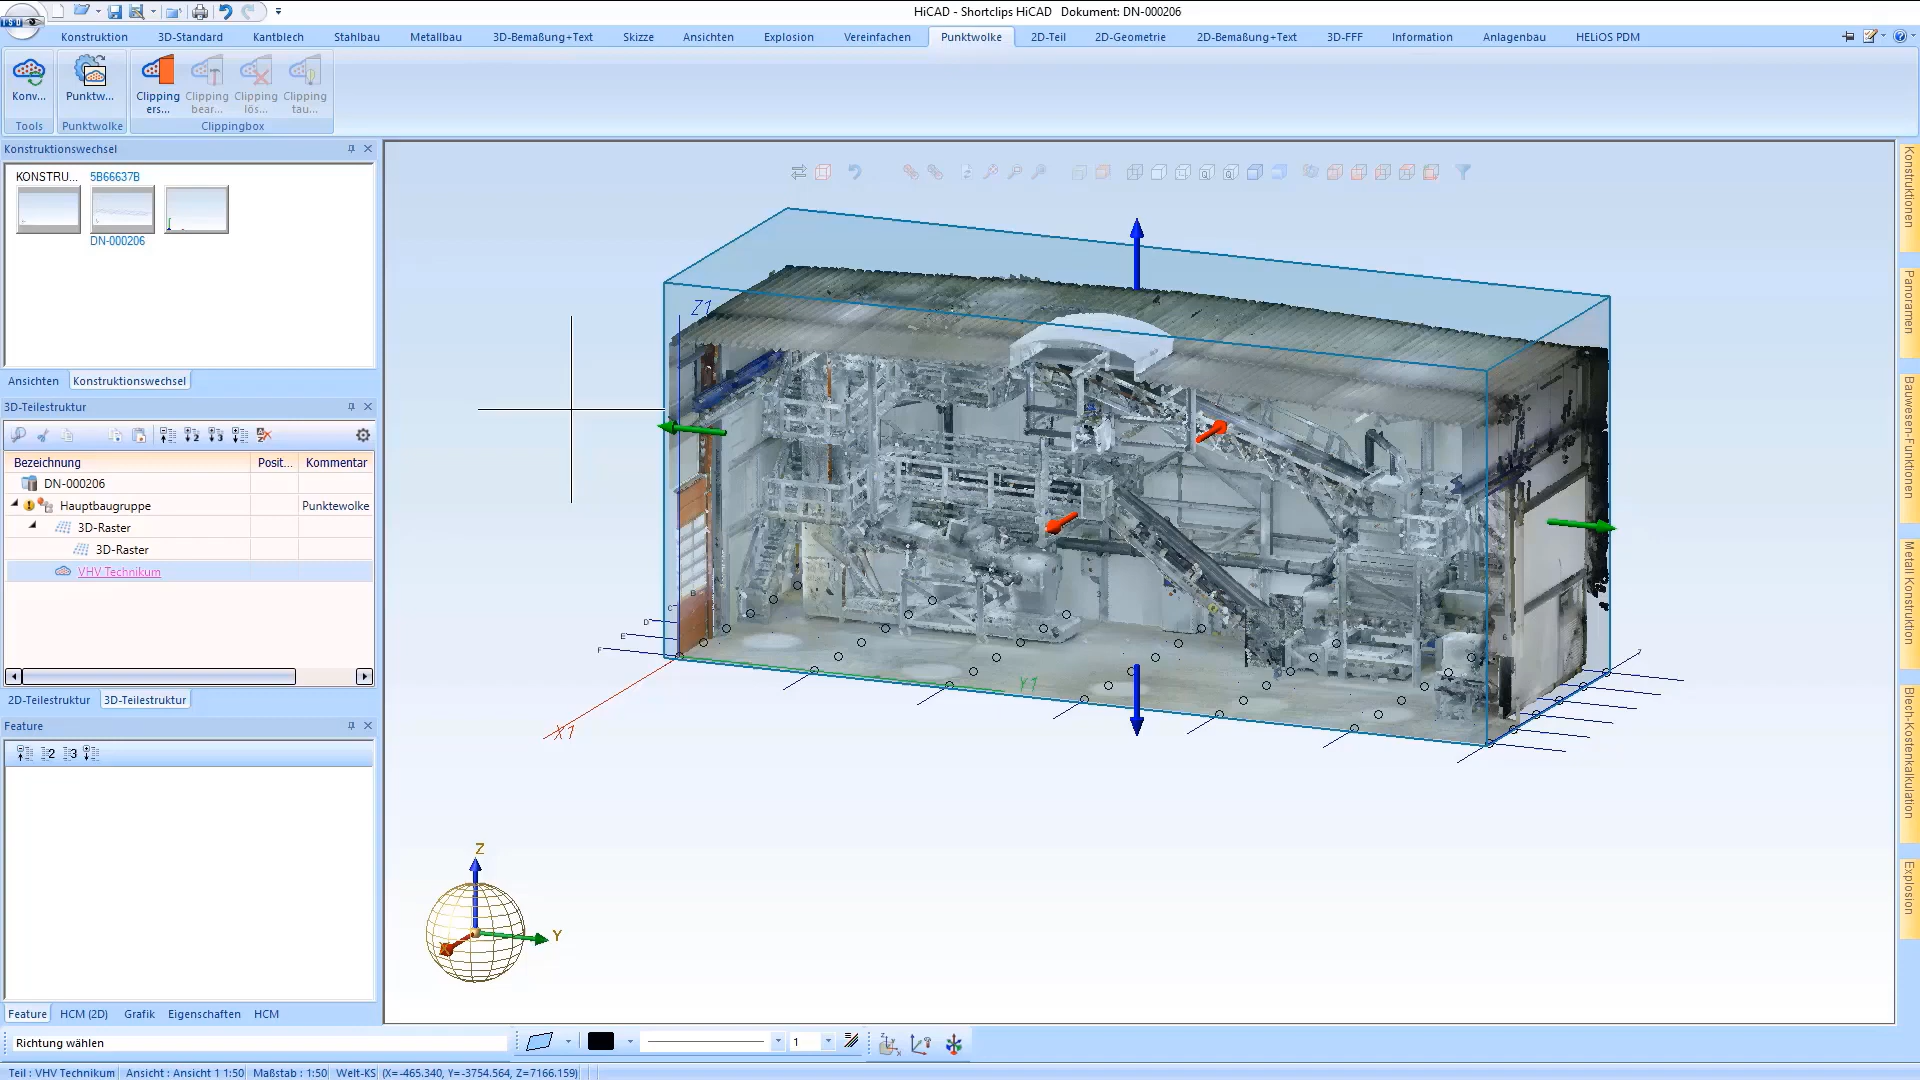 HiCAD - Shortclips HiCAD   Dokument: DN-000206
ISD
Konstruktion 3D-Standard Kantblech Stahlbau Metallbau 3D-Bemaßung+Text Skizze Ansichten Explosion Vereinfachen Punktwolke 2D-Teil 2D-Geometrie 2D-Bemaßung+Text 3D-FFF Information Anlagenbau HELiOS PDM
Konv... Punktw... Clipping ers... Clipping bear... Clipping lös... Clipping tau...
Tools Punktwolke Clippingbox
Konstruktionswechsel
KONSTRU... 5B66637B
DN-000206
Ansichten Konstruktionswechsel
3D-Teilestruktur
Bezeichnung Posit... Kommentar
DN-000206
Hauptbaugruppe Punktewolke
3D-Raster
3D-Raster
VHV Technikum
2D-Teilestruktur 3D-Teilestruktur
Feature
2 3
Feature HCM (2D) Grafik Eigenschaften HCM
Richtung wählen
1
Teil : VHV Technikum Ansicht : Ansicht 1 1:50 Maßstab : 1:50 Welt-KS (X=-465.340, Y=-3754.564, Z=7166.159)
Z1
B
C
D
E
F
X1
Y1
Z
Y
Konstruktionen
Panoramen
Bauwesen-Funktionen
Metall Konstruktion
Blech-Kostenkalkulation
Explosion